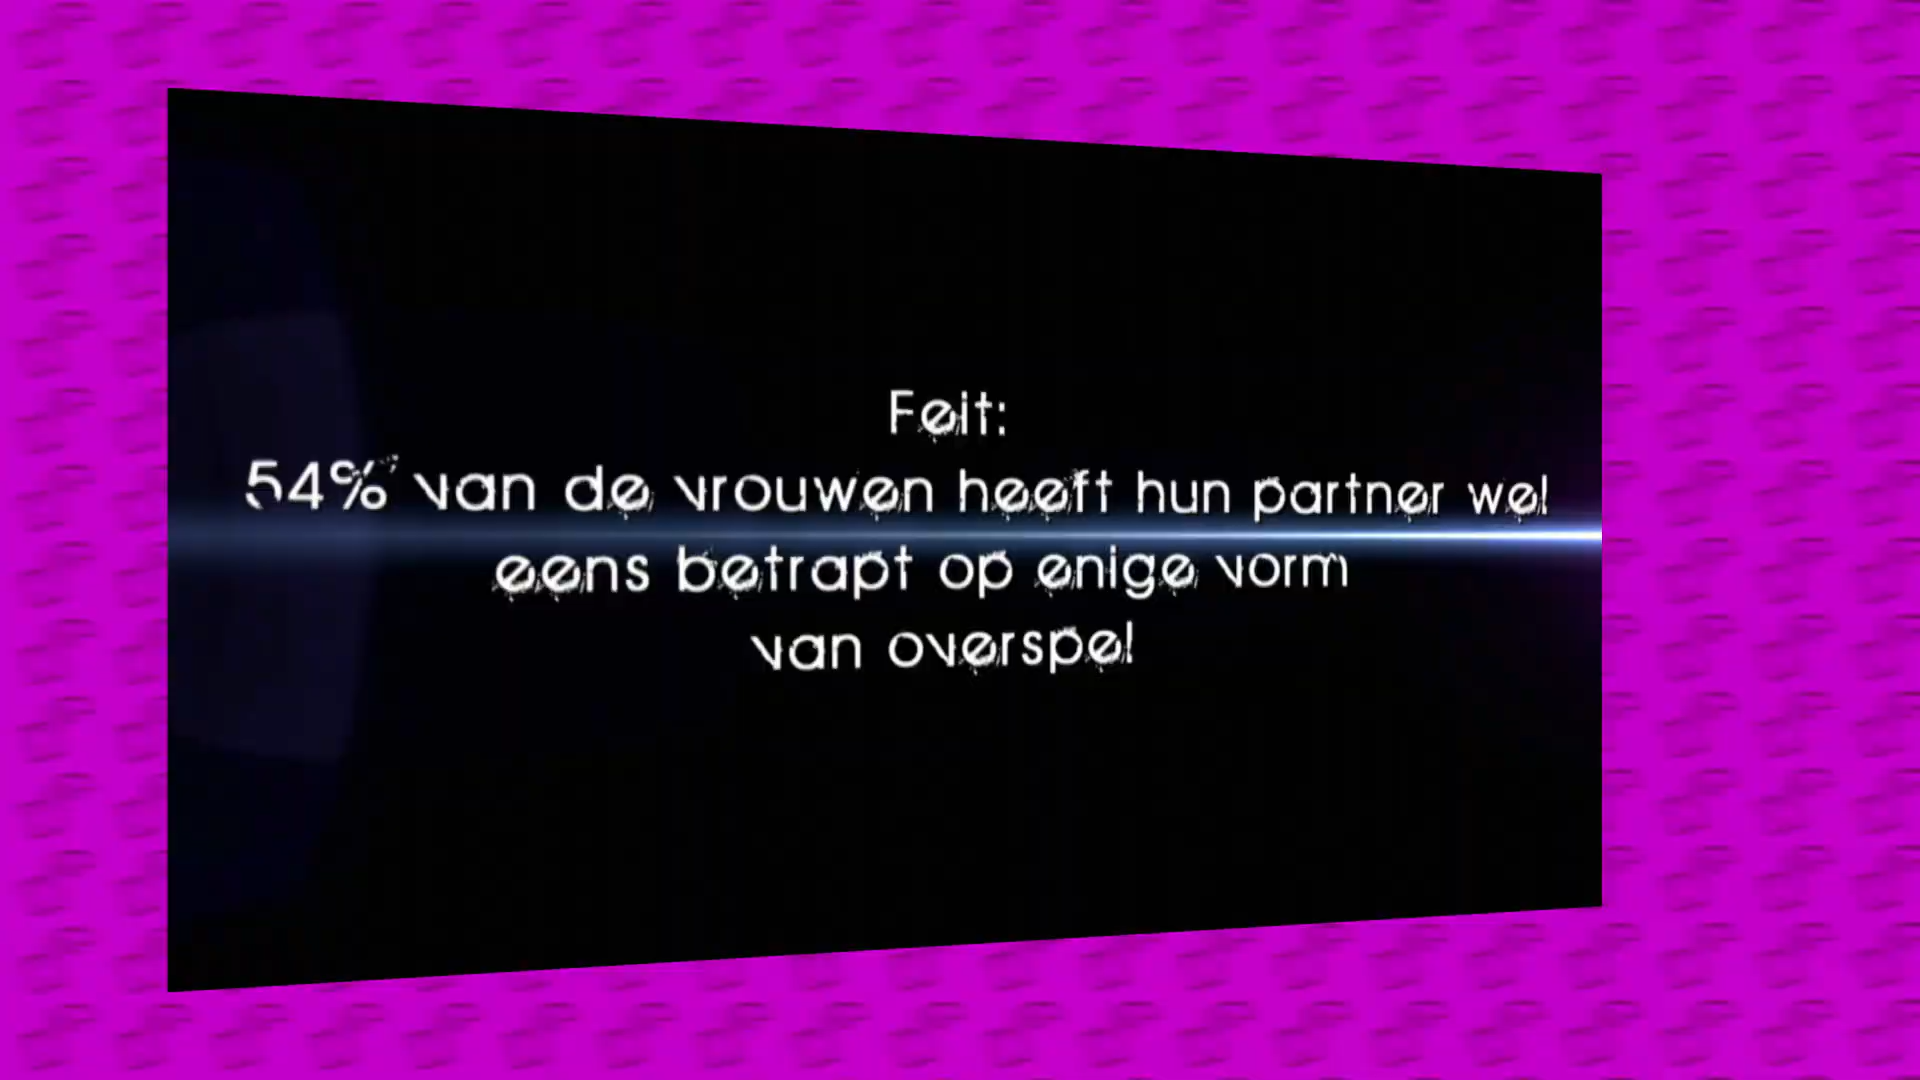 Feit:
54% van de vrouwen heeft hun partner wel
eens betrapt op enige vorm
van overspel